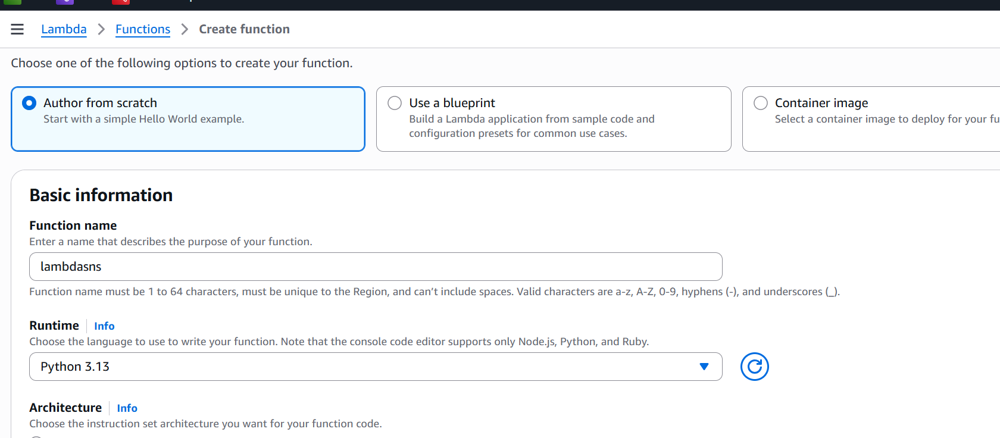 Lambda > Functions > Create function
Choose one of the following options to create your function.
Author from scratch
Start with a simple Hello World example.
Use a blueprint
Build a Lambda application from sample code and
configuration presets for common use cases.
Container image
Select a container image to deploy for your fu
Basic information
Function name
Enter a name that describes the purpose of your function.
lambdasns
Function name must be 1 to 64 characters, must be unique to the Region, and can’t include spaces. Valid characters are a-z, A-Z, 0-9, hyphens (-), and underscores (_).
Runtime Info
Choose the language to use to write your function. Note that the console code editor supports only Node.js, Python, and Ruby.
Python 3.13
Architecture Info
Choose the instruction set architecture you want for your function code.